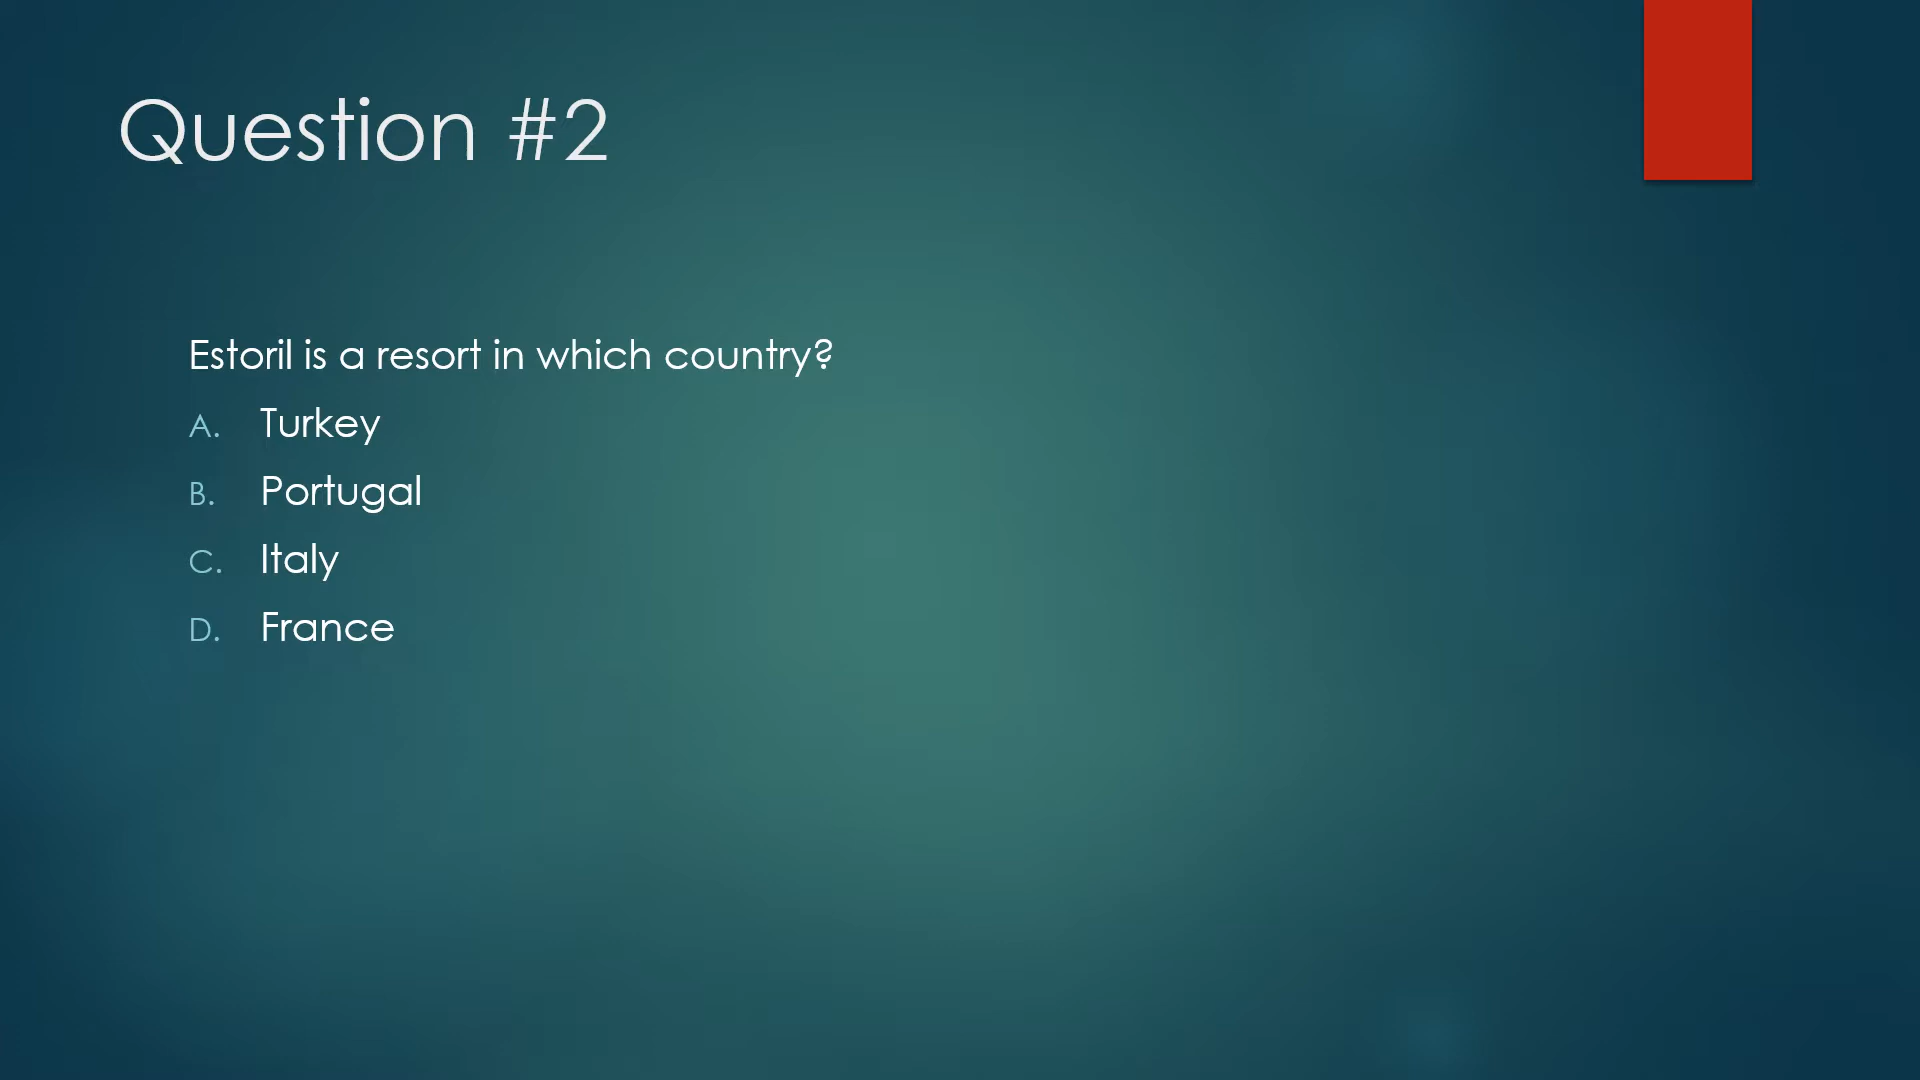 Question #2
Estoril is a resort in which country?
A. Turkey
B. Portugal
C. Italy
D. France